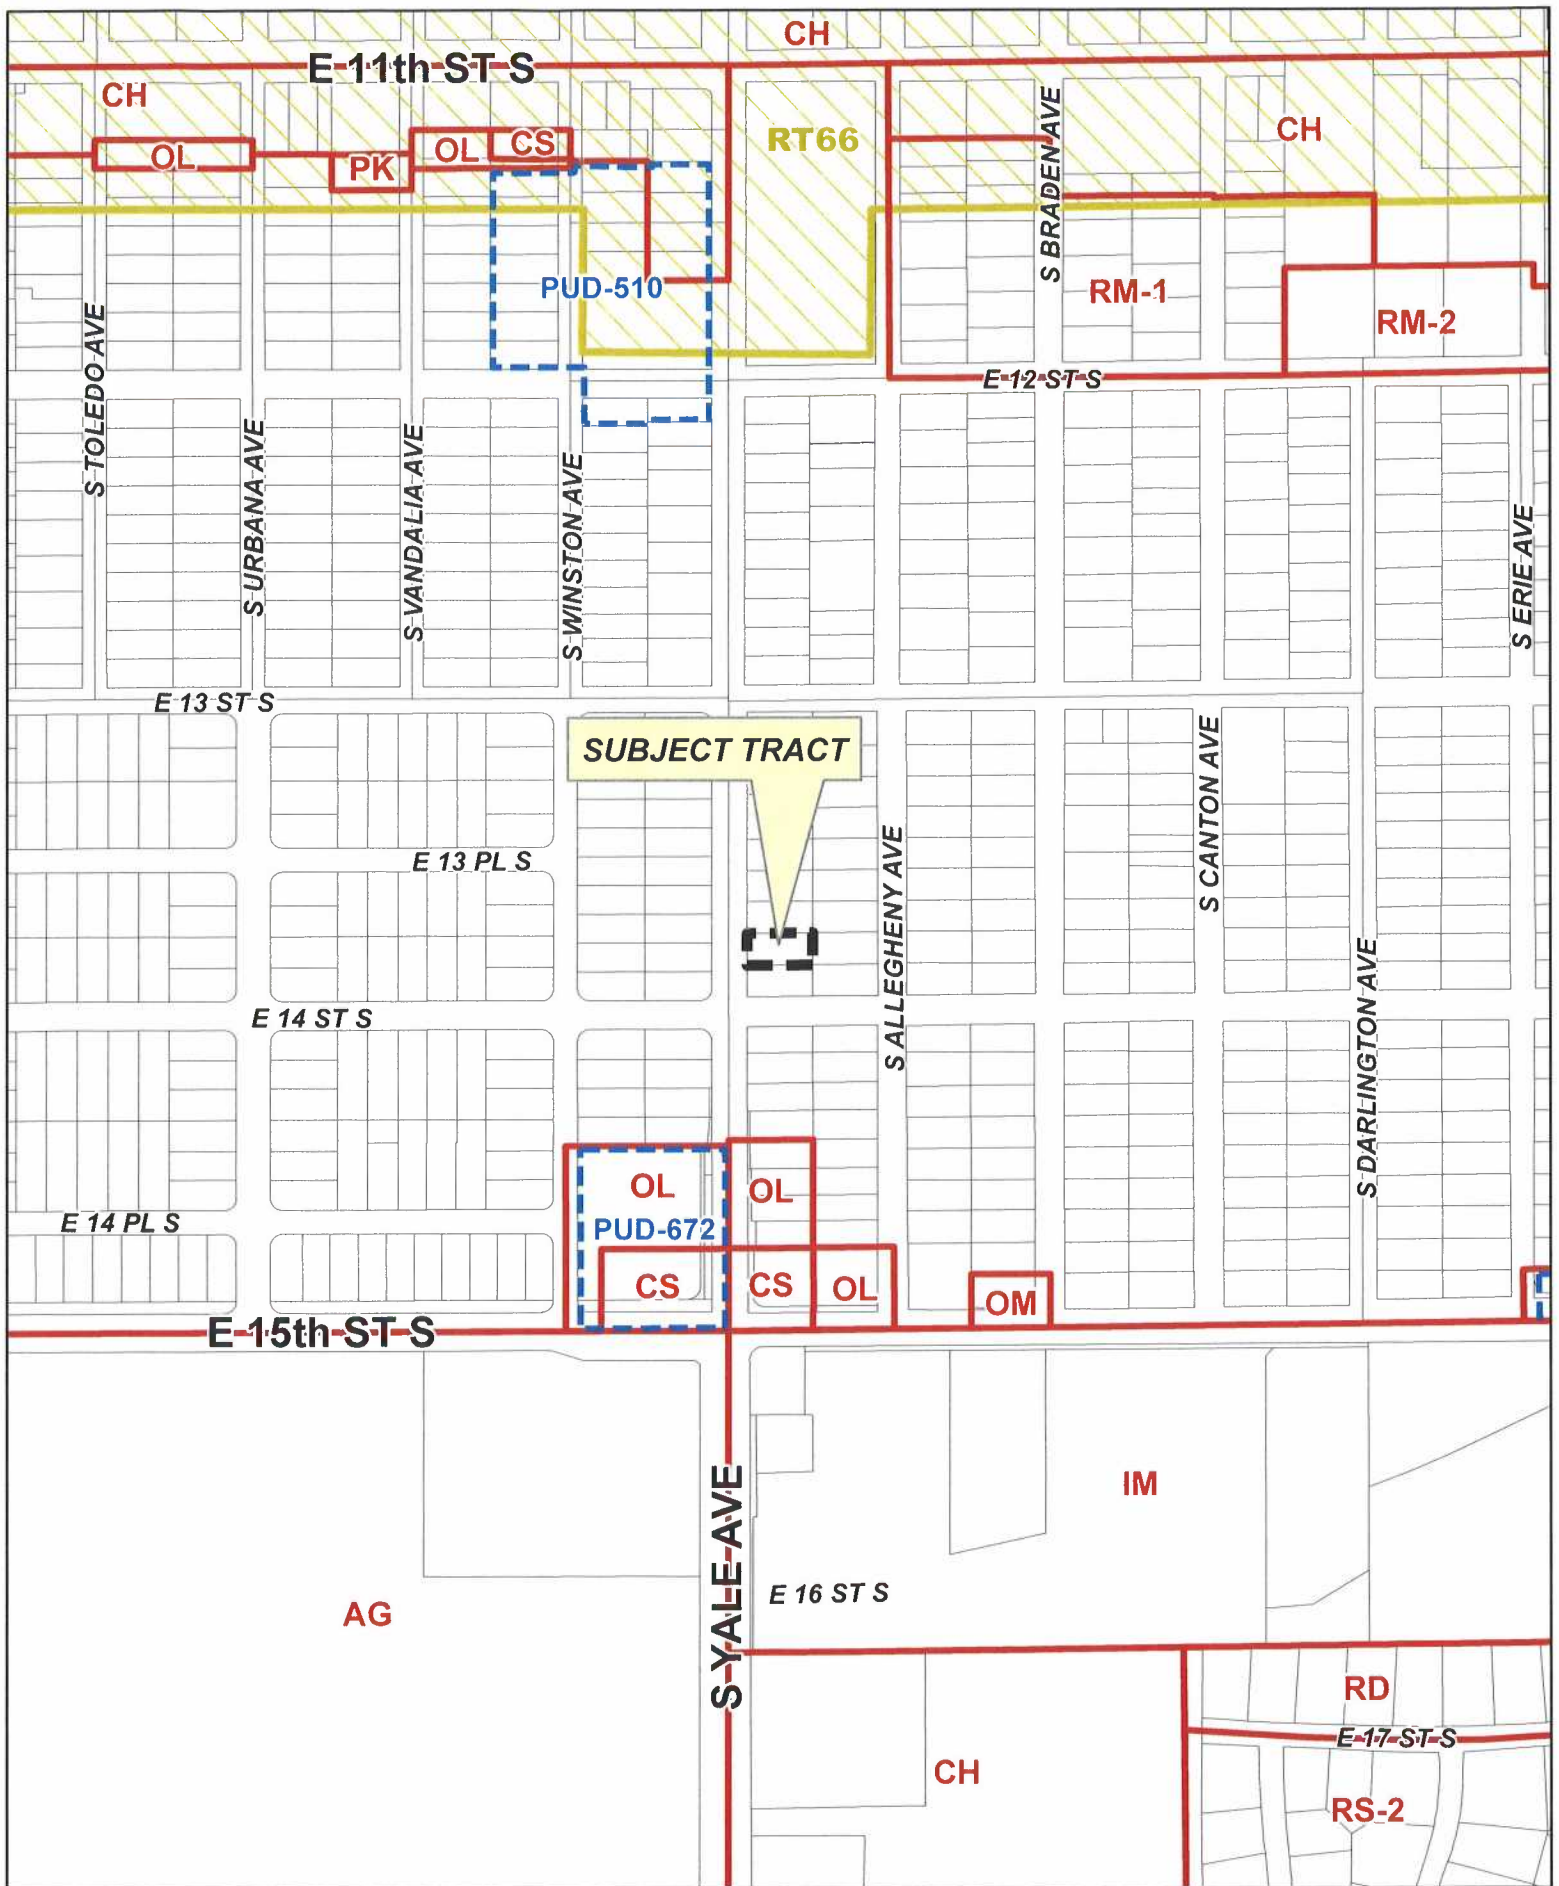 CH
E 11th ST S
CH
RT66
CH
OL
PK
OL
CS
S BRADEN AVE
PUD-510
RM-1
RM-2
S TOLEDO AVE
E 12 ST S
S URBANA AVE
S VANDALIA AVE
S WINSTON AVE
S ERIE AVE
E 13 ST S
SUBJECT TRACT
S CANTON AVE
E 13 PL S
S ALLEGHENY AVE
E 14 ST S
S DARLINGTON AVE
OL
OL
E 14 PL S
PUD-672
CS
CS
OL
OM
E 15th ST S
S YALE AVE
IM
E 16 ST S
AG
RD
E 17 ST S
CH
RS-2